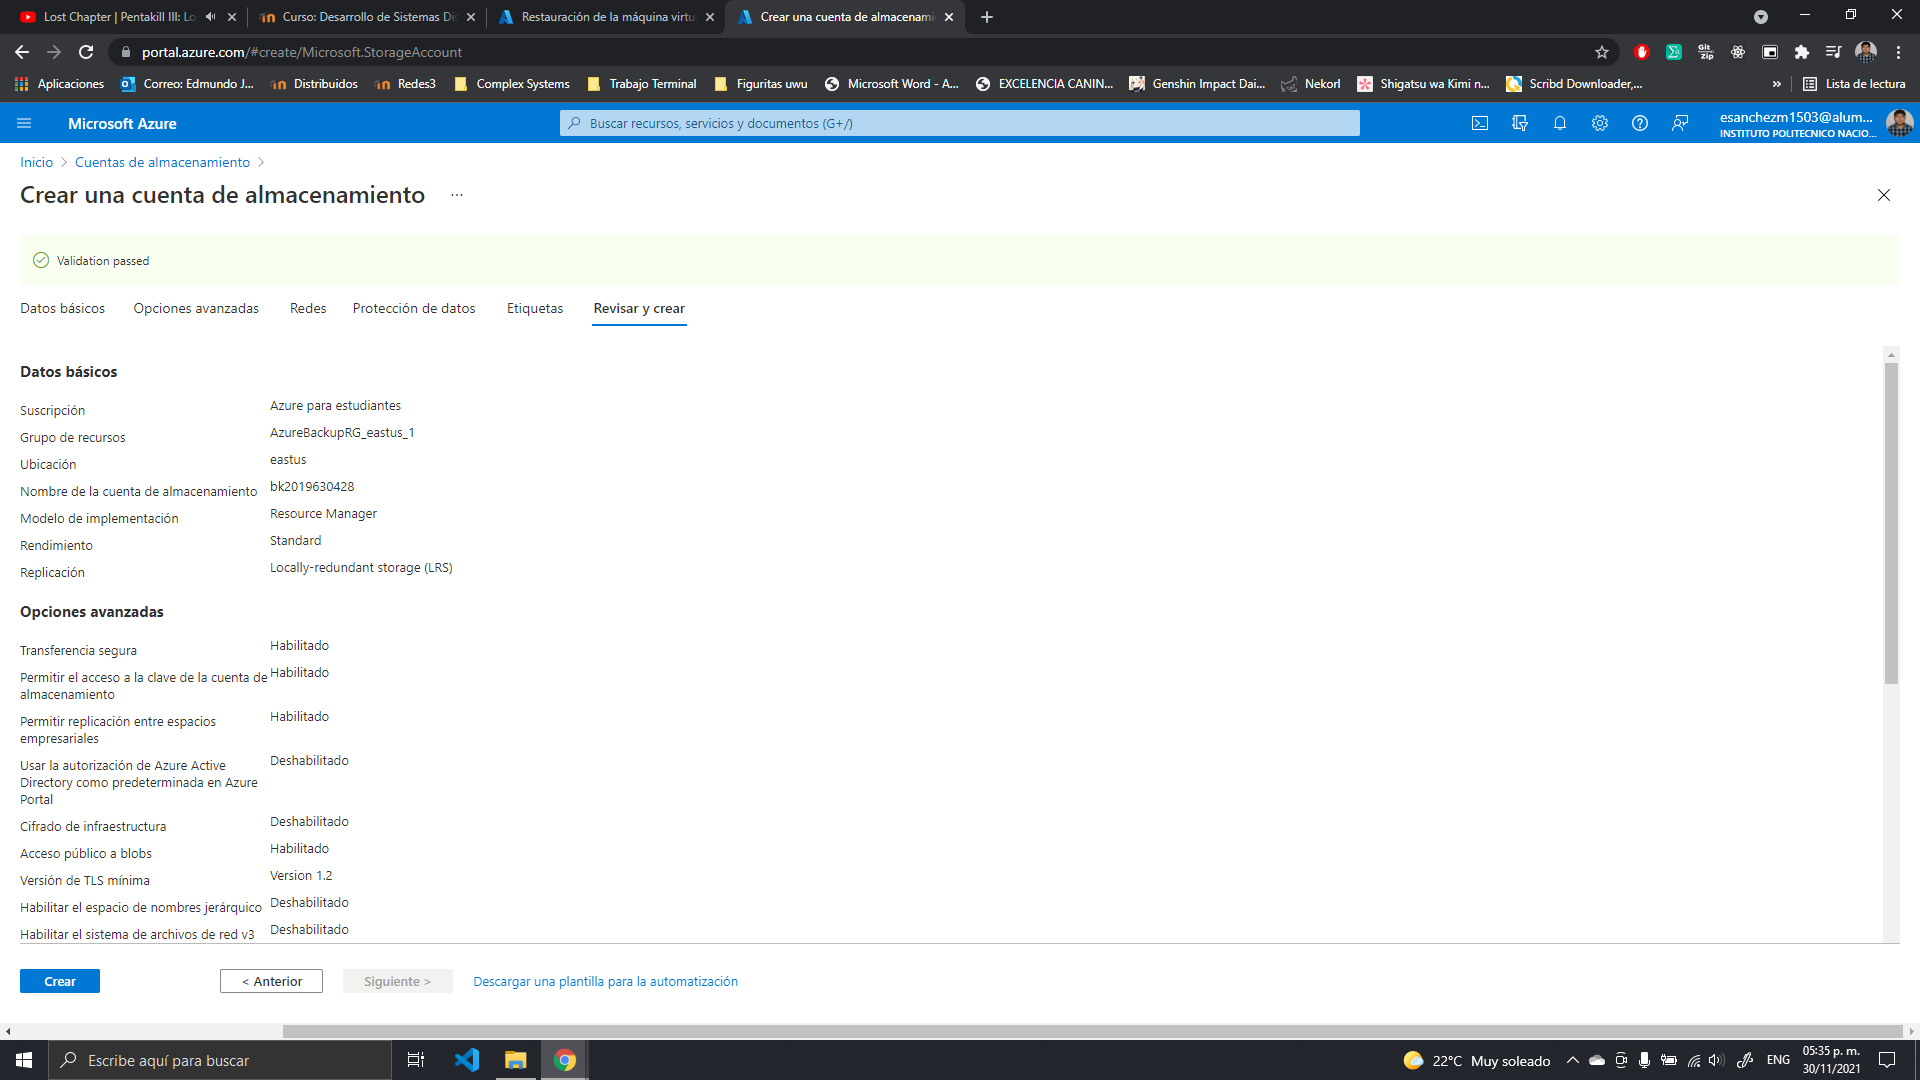 Lost Chapter | Pentakill III: Lo
Curso: Desarrollo de Sistemas Dis
Restauración de la máquina virtu
Crear una cuenta de almacenami
portal.azure.com/#create/Microsoft.StorageAccount
Aplicaciones
Correo: Edmundo J...
Distribuidos
Redes3
Complex Systems
Trabajo Terminal
Figuritas uwu
Microsoft Word - A...
EXCELENCIA CANIN...
Genshin Impact Dai...
Nekorl
Shigatsu wa Kimi n...
Scribd Downloader,...
»
Lista de lectura
Microsoft Azure
Buscar recursos, servicios y documentos (G+/)
esanchezm1503@alum...
INSTITUTO POLITECNICO NACIO...
Inicio > Cuentas de almacenamiento >
Crear una cuenta de almacenamiento ...
Validation passed
Datos básicos
Opciones avanzadas
Redes
Protección de datos
Etiquetas
Revisar y crear
Datos básicos
Suscripción Azure para estudiantes
Grupo de recursos AzureBackupRG_eastus_1
Ubicación eastus
Nombre de la cuenta de almacenamiento bk2019630428
Modelo de implementación Resource Manager
Rendimiento Standard
Replicación Locally-redundant storage (LRS)
Opciones avanzadas
Transferencia segura Habilitado
Permitir el acceso a la clave de la cuenta de Habilitado
almacenamiento
Permitir replicación entre espacios Habilitado
empresariales
Usar la autorización de Azure Active Deshabilitado
Directory como predeterminada en Azure
Portal
Cifrado de infraestructura Deshabilitado
Acceso público a blobs Habilitado
Versión de TLS mínima Version 1.2
Habilitar el espacio de nombres jerárquico Deshabilitado
Habilitar el sistema de archivos de red v3 Deshabilitado
Crear
< Anterior
Siguiente >
Descargar una plantilla para la automatización
Escribe aquí para buscar
22°C Muy soleado
ENG
05:35 p. m.
30/11/2021